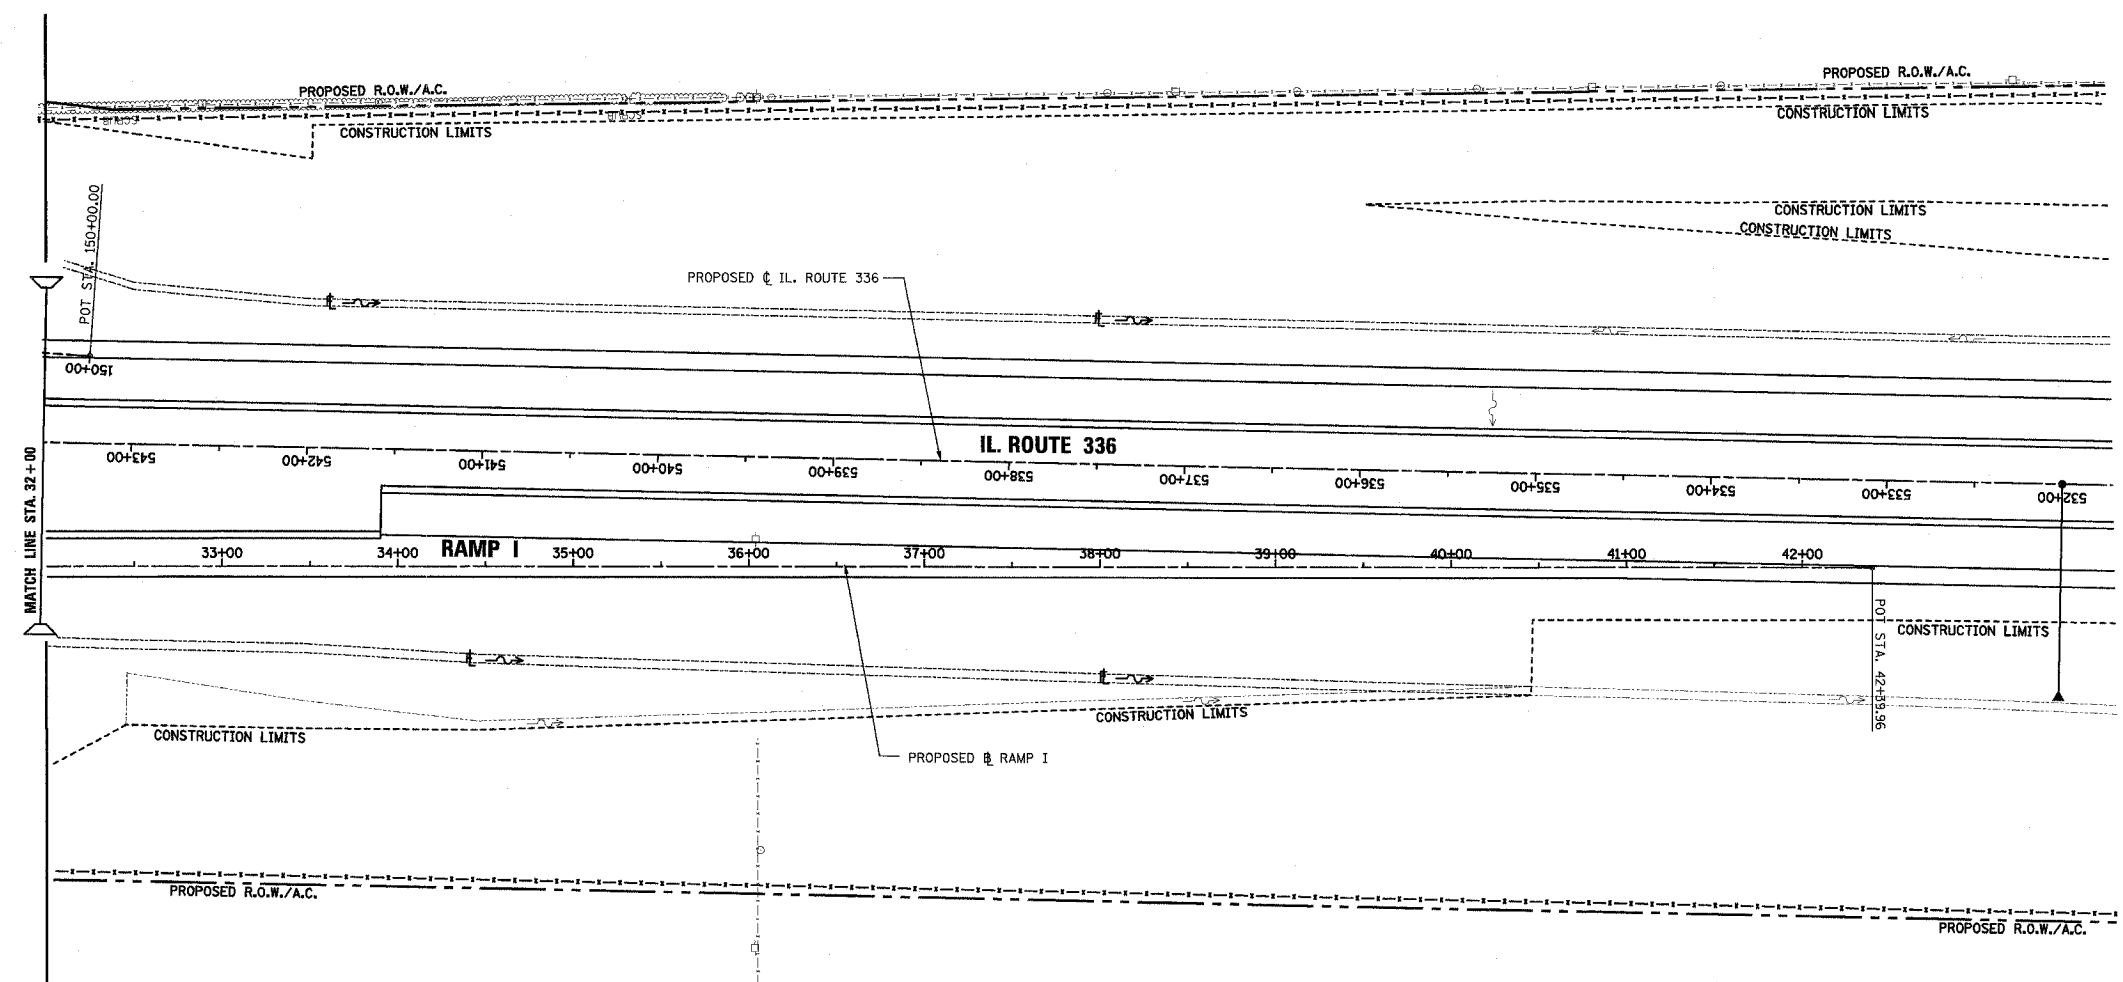 PROPOSED R.O.W./A.C.
PROPOSED R.O.W./A.C.
SCRUB
SCRUB
CONSTRUCTION LIMITS
CONSTRUCTION LIMITS
POT STA. 150+00.00
CONSTRUCTION LIMITS
CONSTRUCTION LIMITS
PROPOSED ℄ IL. ROUTE 336
℄
℄
150+00
IL. ROUTE 336
543+00
542+00
541+00
540+00
539+00
538+00
537+00
536+00
535+00
534+00
533+00
532+00
MATCH LINE STA. 32+00
33+00
34+00
RAMP I
35+00
36+00
37+00
38+00
39+00
40+00
41+00
42+00
POT STA. 42+39.96
CONSTRUCTION LIMITS
℄
℄
CONSTRUCTION LIMITS
CONSTRUCTION LIMITS
PROPOSED BL RAMP I
PROPOSED R.O.W./A.C.
PROPOSED R.O.W./A.C.